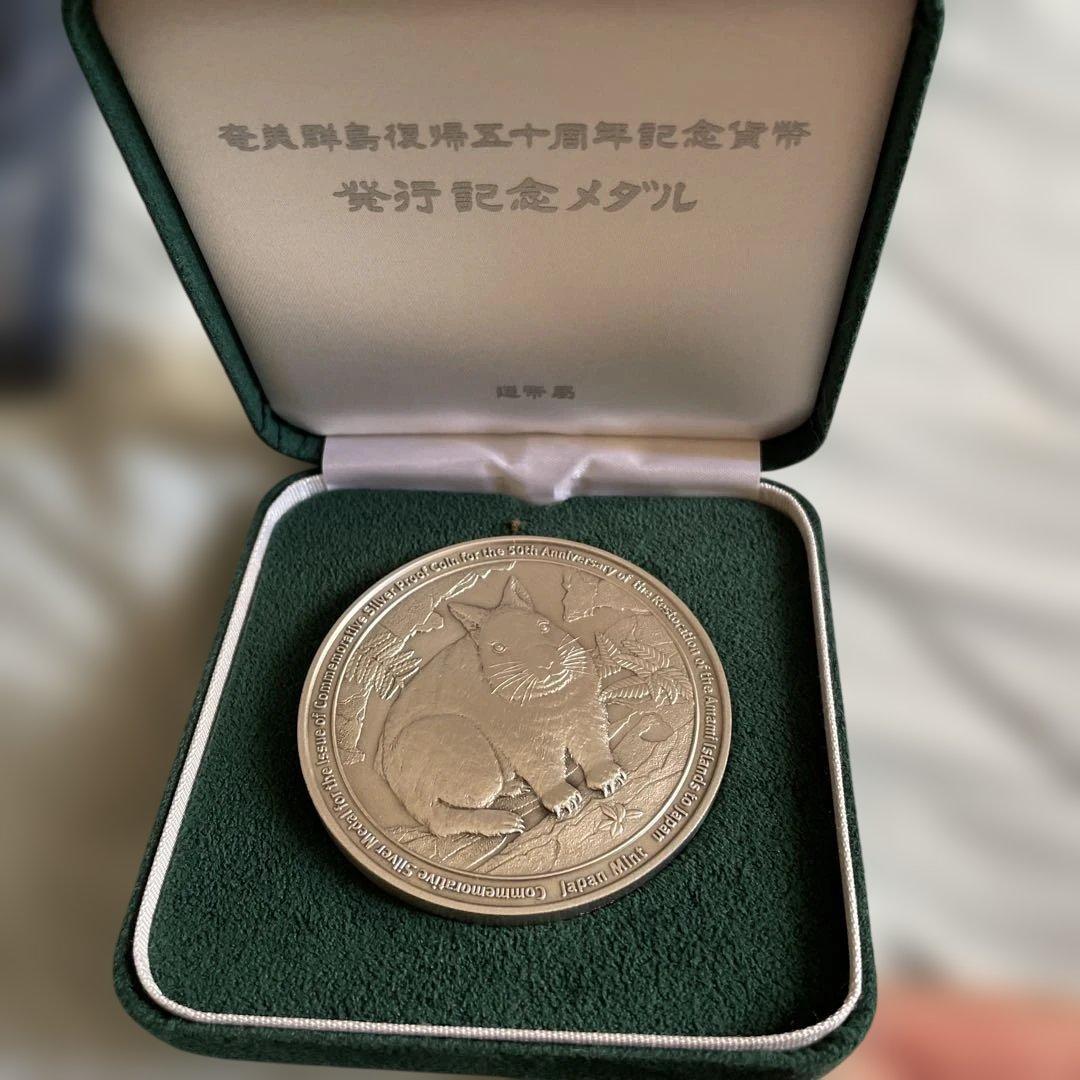 奄美群島復帰五十周年記念貨幣
発行記念メダル
造幣局
Commemorative Silver Medal for the Issue of Commemorative Silver Proof Coin for the 50th Anniversary of the Restoration of the Amami Islands to Japan
Japan Mint